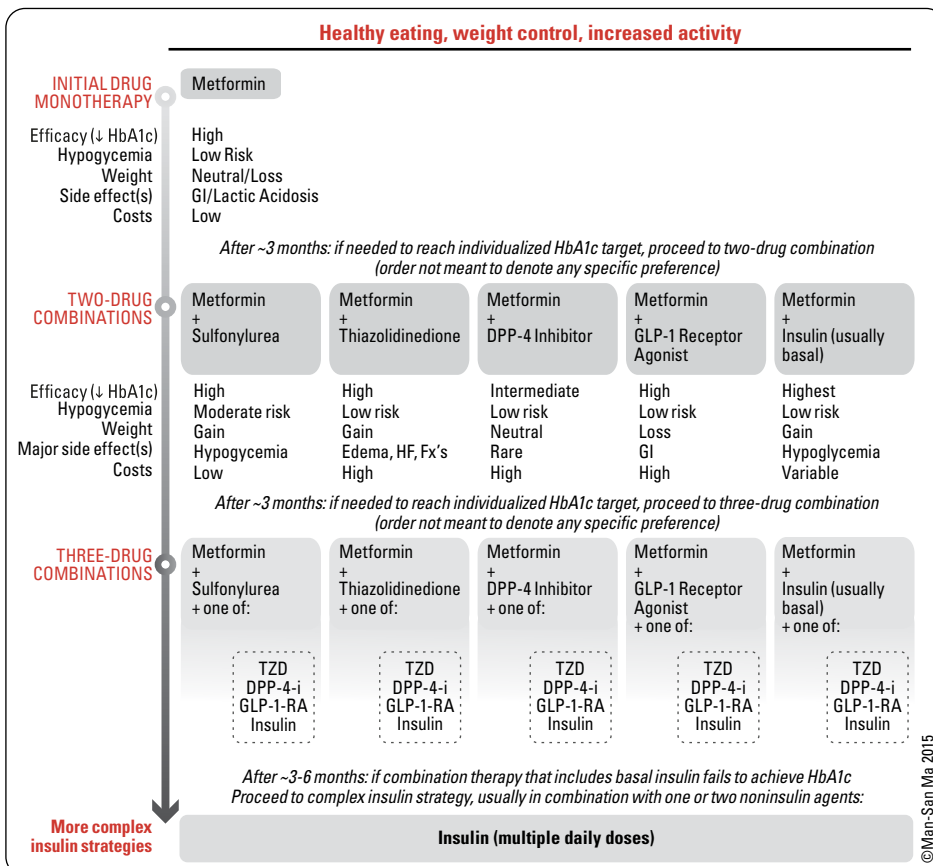 Healthy eating, weight control, increased activity
INITIAL DRUG
MONOTHERAPY
Metformin
Efficacy (↓ HbA1c) High
Hypogycemia Low Risk
Weight Neutral/Loss
Side effect(s) GI/Lactic Acidosis
Costs Low
After ~3 months: if needed to reach individualized HbA1c target, proceed to two-drug combination
(order not meant to denote any specific preference)
TWO-DRUG
COMBINATIONS
Metformin
+
Sulfonylurea
Metformin
+
Thiazolidinedione
Metformin
+
DPP-4 Inhibitor
Metformin
+
GLP-1 Receptor
Agonist
Metformin
+
Insulin (usually
basal)
Efficacy (↓ HbA1c) High High Intermediate High Highest
Hypogycemia Moderate risk Low risk Low risk Low risk Low risk
Weight Gain Gain Neutral Loss Gain
Major side effect(s) Hypogycemia Edema, HF, Fx's Rare GI Hypoglycemia
Costs Low High High High Variable
After ~3 months: if needed to reach individualized HbA1c target, proceed to three-drug combination
(order not meant to denote any specific preference)
THREE-DRUG
COMBINATIONS
Metformin
+
Sulfonylurea
+ one of:
TZD
DPP-4-i
GLP-1-RA
Insulin
Metformin
+
Thiazolidinedione
+ one of:
TZD
DPP-4-i
GLP-1-RA
Insulin
Metformin
+
DPP-4 Inhibitor
+ one of:
TZD
DPP-4-i
GLP-1-RA
Insulin
Metformin
+
GLP-1 Receptor
Agonist
+ one of:
TZD
DPP-4-i
GLP-1-RA
Insulin
Metformin
+
Insulin (usually
basal)
+ one of:
TZD
DPP-4-i
GLP-1-RA
Insulin
After ~3-6 months: if combination therapy that includes basal insulin fails to achieve HbA1c
Proceed to complex insulin strategy, usually in combination with one or two noninsulin agents:
More complex
insulin strategies
Insulin (multiple daily doses)
©Man-San Ma 2015